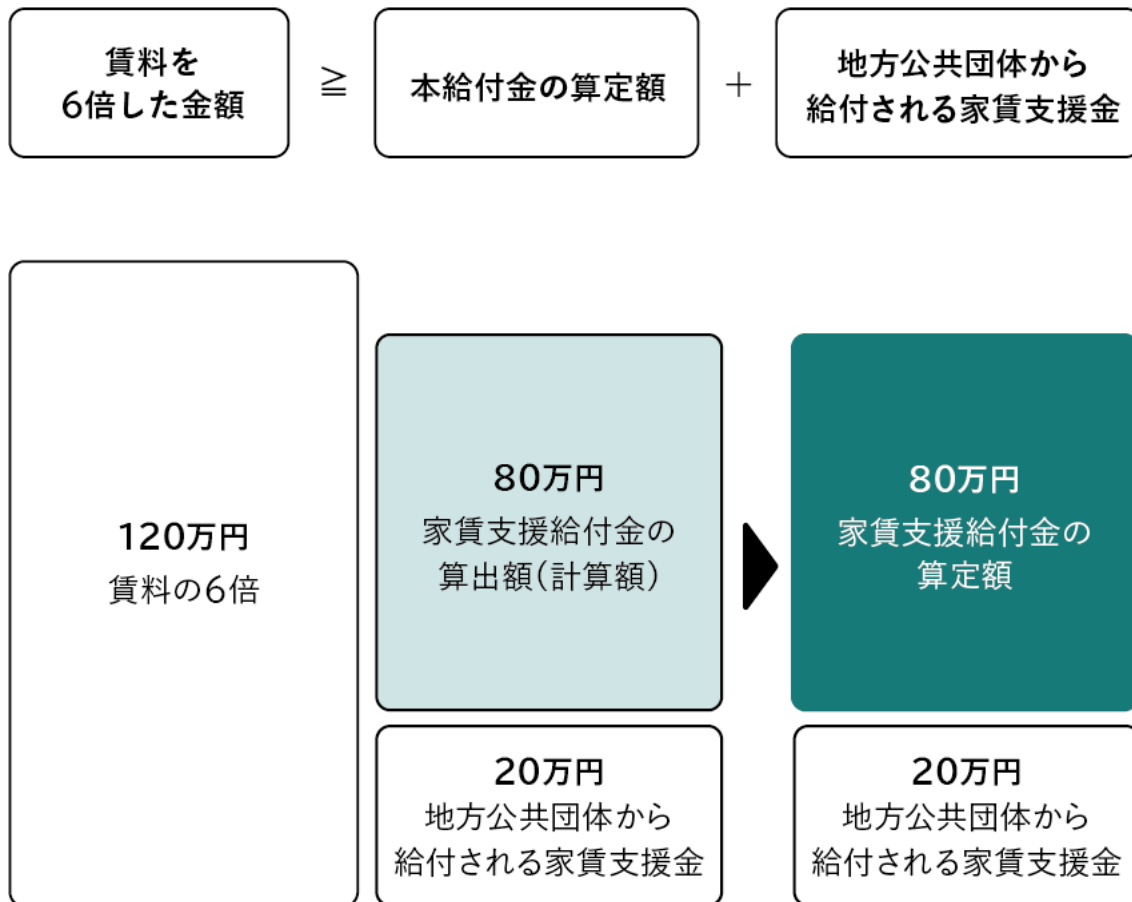 賃料を
6倍した金額
≧
本給付金の算定額
+
地方公共団体から
給付される家賃支援金
120万円
賃料の6倍
80万円
家賃支援給付金の
算出額(計算額)
20万円
地方公共団体から
給付される家賃支援金
80万円
家賃支援給付金の
算定額
20万円
地方公共団体から
給付される家賃支援金